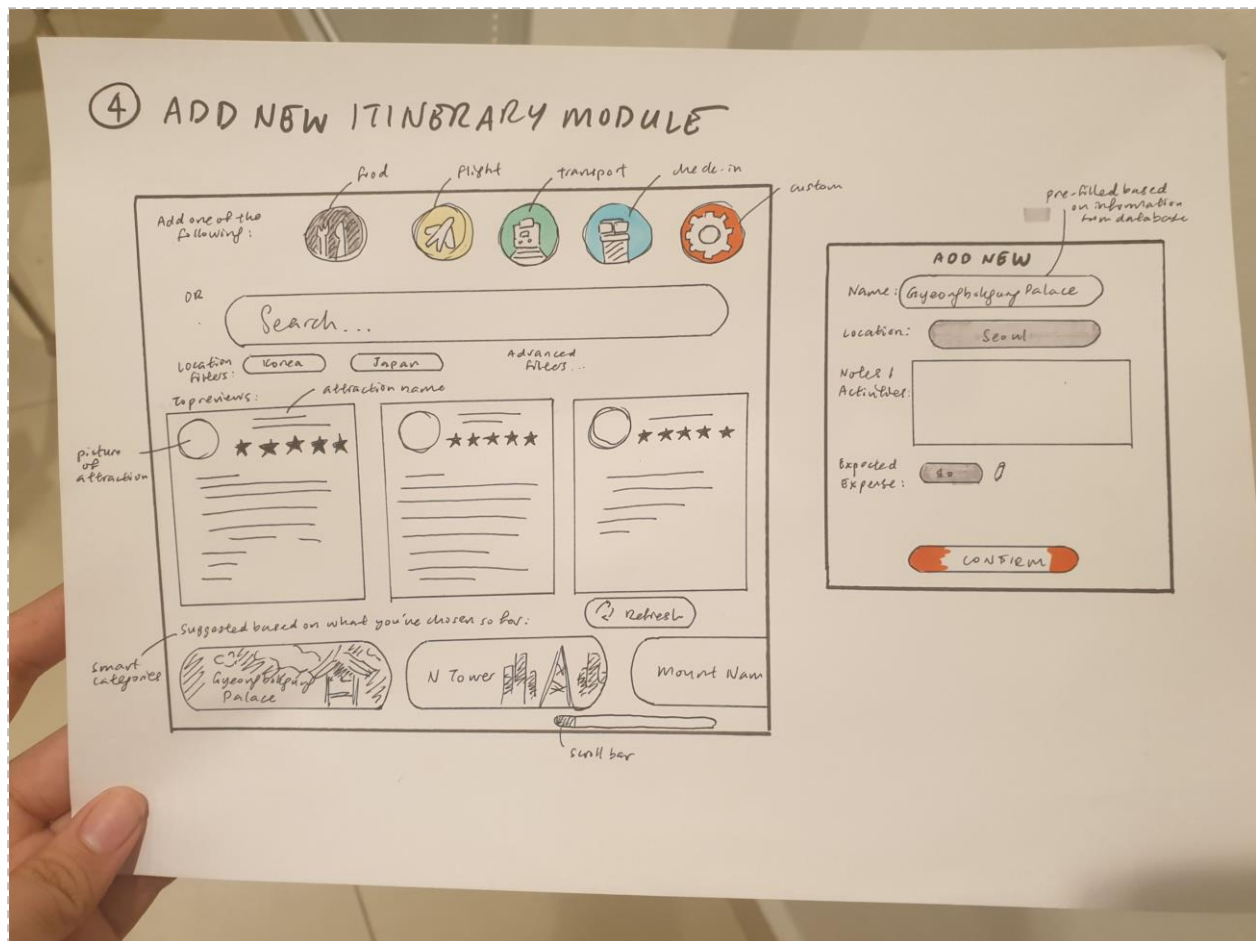 4 ADD NEW ITINERARY MODULE
food
flight
transport
check-in
custom
Add one of the
following:
OR
Search...
Location
Filters:
Korea
Japan
Advanced
Filters...
Top reviews:
attraction name
picture
of
attraction
Suggested based on what you've chosen so far:
Refresh
smart
categories
Gyeongbokgung
Palace
N Tower
Mount Nam
scroll bar
pre-filled based
on information
from database
ADD NEW
Name: Gyeongbokgung Palace
Location: Seoul
Notes &
Activities:
Expected
Expense: $0
CONFIRM